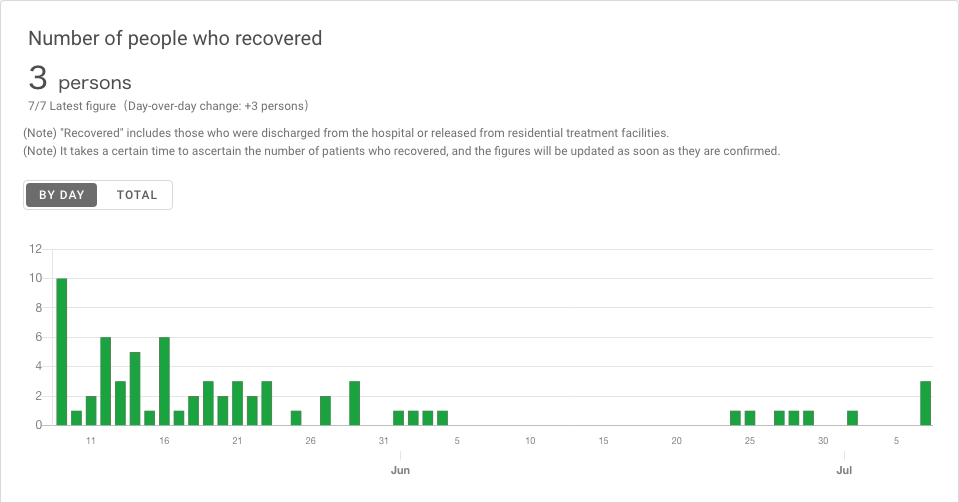 Number of people who recovered
3 persons
7/7 Latest figure（Day-over-day change: +3 persons）
(Note) "Recovered" includes those who were discharged from the hospital or released from residential treatment facilities.
(Note) It takes a certain time to ascertain the number of patients who recovered, and the figures will be updated as soon as they are confirmed.
BY DAY TOTAL
12
10
8
6
4
2
0
11 16 21 26 31 5 10 15 20 25 30 5
Jun Jul